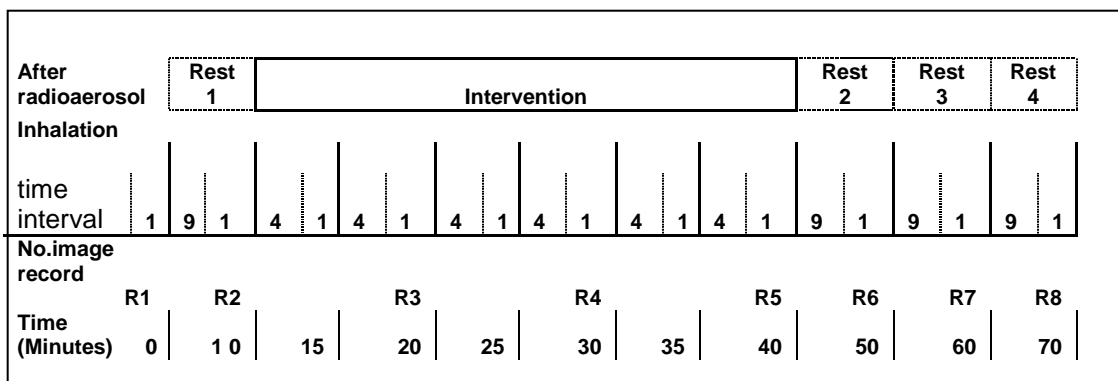 After Rest Rest Rest Rest
radioaerosol 1 Intervention 2 3 4
Inhalation
time
interval 1 9 1 4 1 4 1 4 1 4 1 4 1 4 1 9 1 9 1 9 1
No.image
record
R1 R2 R3 R4 R5 R6 R7 R8
Time
(Minutes) 0 1 0 15 20 25 30 35 40 50 60 70